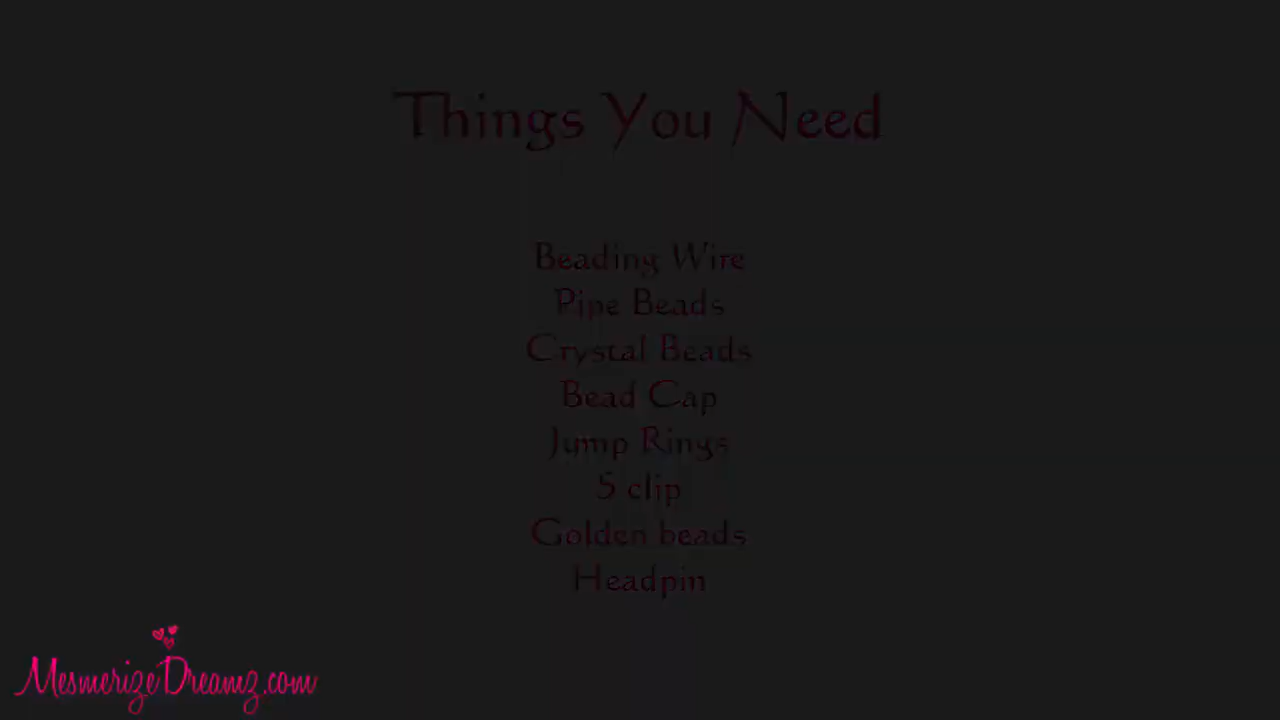 Things You Need
Beading Wire
Pipe Beads
Crystal Beads
Bead Cap
Jump Rings
S clip
Golden beads
Headpin
MesmerizeDreamz.com